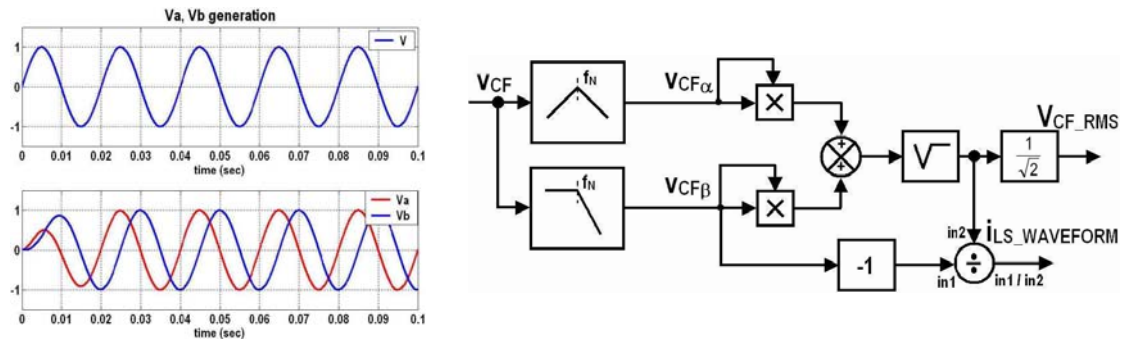 Va, Vb generation
V
1
0
-1
0 0.01 0.02 0.03 0.04 0.05 0.06 0.07 0.08 0.09 0.1
time (sec)
Va
Vb
1
0
-1
0 0.01 0.02 0.03 0.04 0.05 0.06 0.07 0.08 0.09 0.1
time (sec)
VCF
fN
VCFα
×
+
+
√
1
√2
VCF_RMS
fN
VCFβ
×
-1
in1
in2
÷
iLS_WAVEFORM
in1 / in2